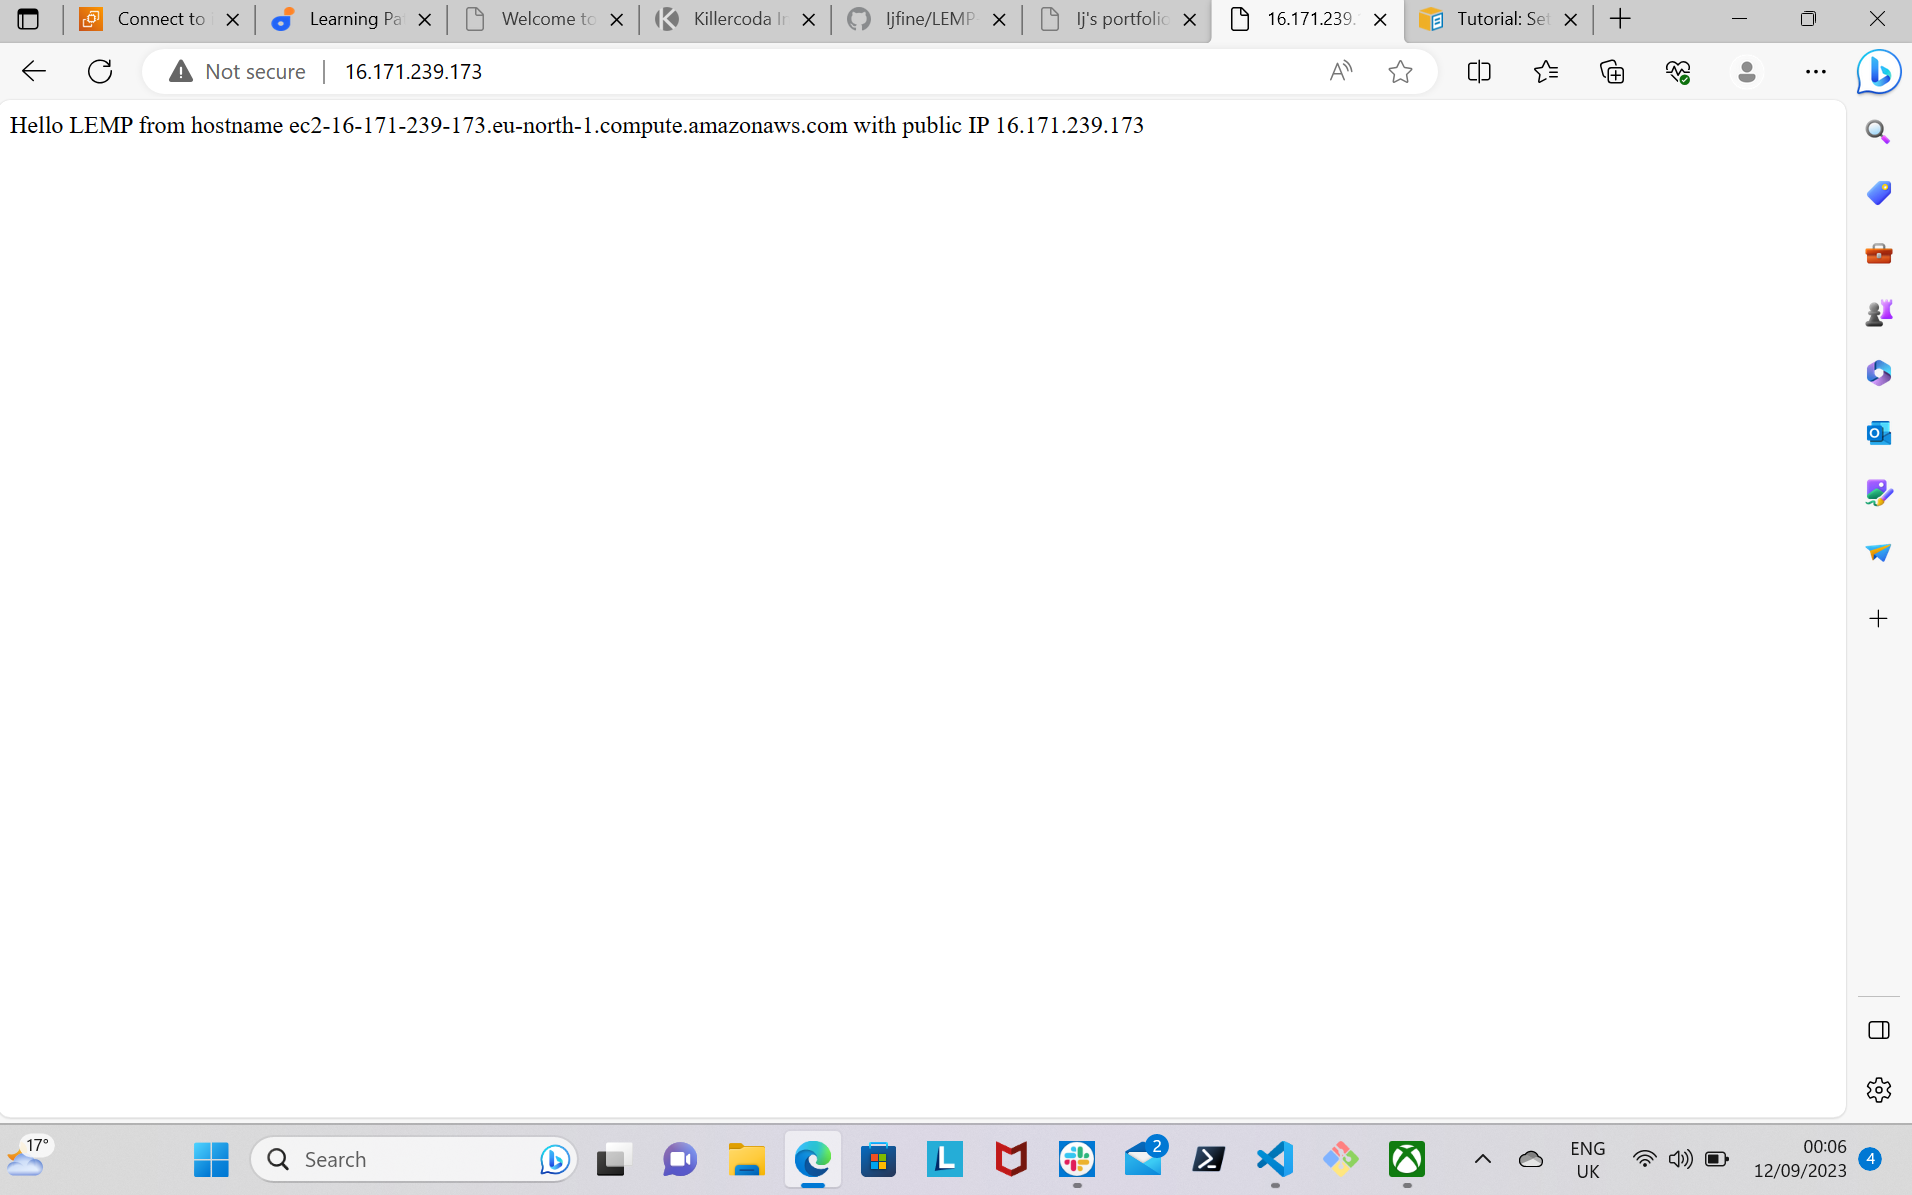 Connect to i
Learning Pa
Welcome to
Killercoda In
Ijfine/LEMP
Ij's portfolio
16.171.239.
Tutorial: Set
Not secure
16.171.239.173
Hello LEMP from hostname ec2-16-171-239-173.eu-north-1.compute.amazonaws.com with public IP 16.171.239.173
17°
Search
2
ENG
UK
00:06
12/09/2023
4